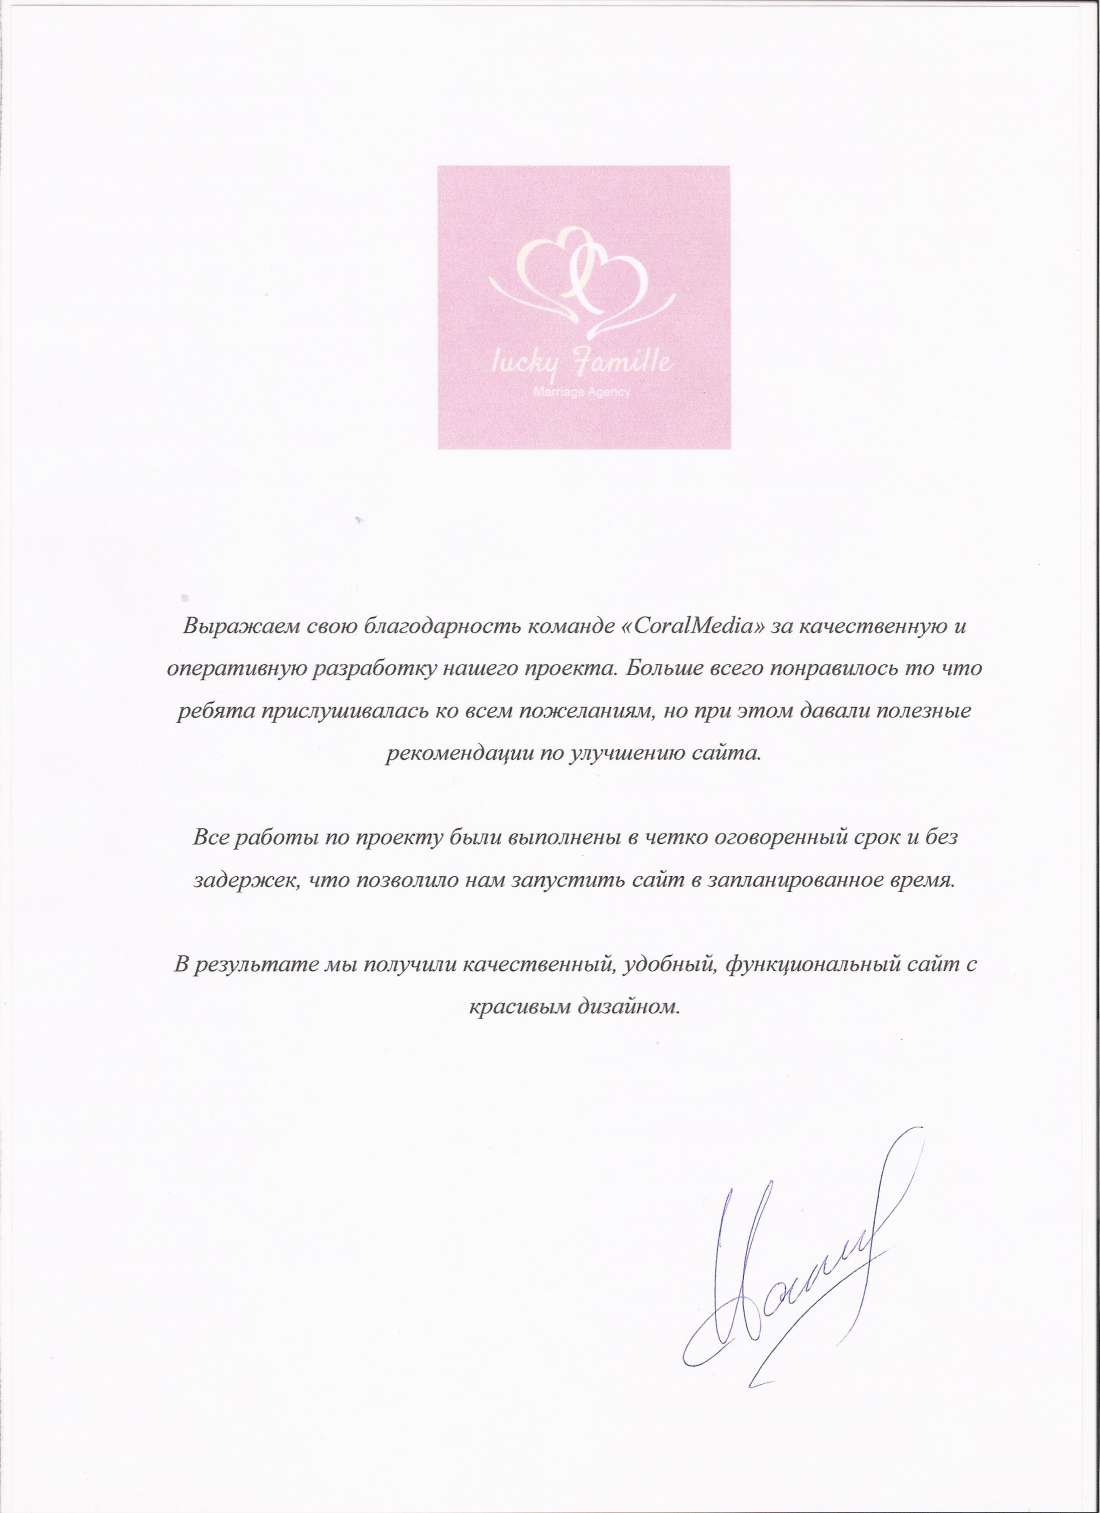 lucky Famille
Marriage Agency
Выражаем свою благодарность команде «CoralMedia» за качественную и
оперативную разработку нашего проекта. Больше всего понравилось то что
ребята прислушивалась ко всем пожеланиям, но при этом давали полезные
рекомендации по улучшению сайта.
Все работы по проекту были выполнены в четко оговоренный срок и без
задержек, что позволило нам запустить сайт в запланированное время.
В результате мы получили качественный, удобный, функциональный сайт с
красивым дизайном.